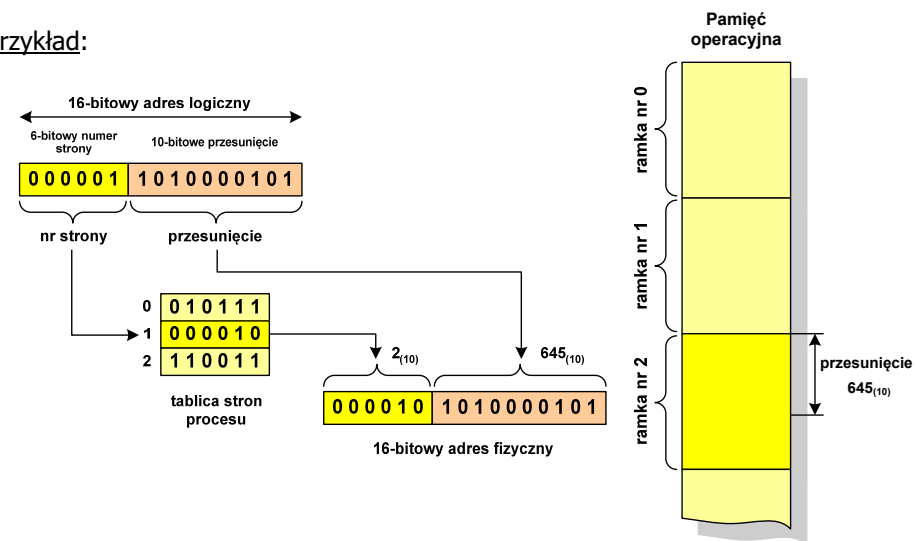 rzykład:
16-bitowy adres logiczny
6-bitowy numer
strony
10-bitowe przesunięcie
0 0 0 0 0 1 1 0 1 0 0 0 0 1 0 1
nr strony
przesunięcie
0 0 1 0 1 1 1
1 0 0 0 0 1 0
2 1 1 0 0 1 1
tablica stron
procesu
2(10)
645(10)
0 0 0 0 1 0 1 0 1 0 0 0 0 1 0 1
16-bitowy adres fizyczny
Pamięć
operacyjna
ramka nr 0
ramka nr 1
ramka nr 2
przesunięcie
645(10)